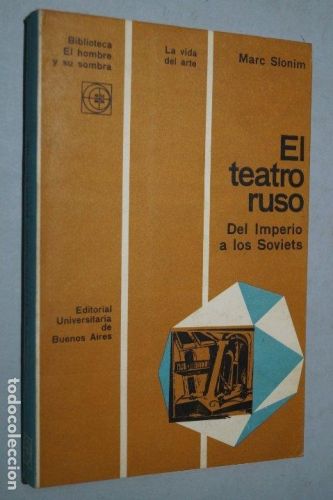 Biblioteca
El hombre
y su sombra
La vida
del arte
Marc Slonim
El
teatro
ruso
Del Imperio
a los Soviets
Editorial
Universitaria
de
Buenos Aires
todocoleccion